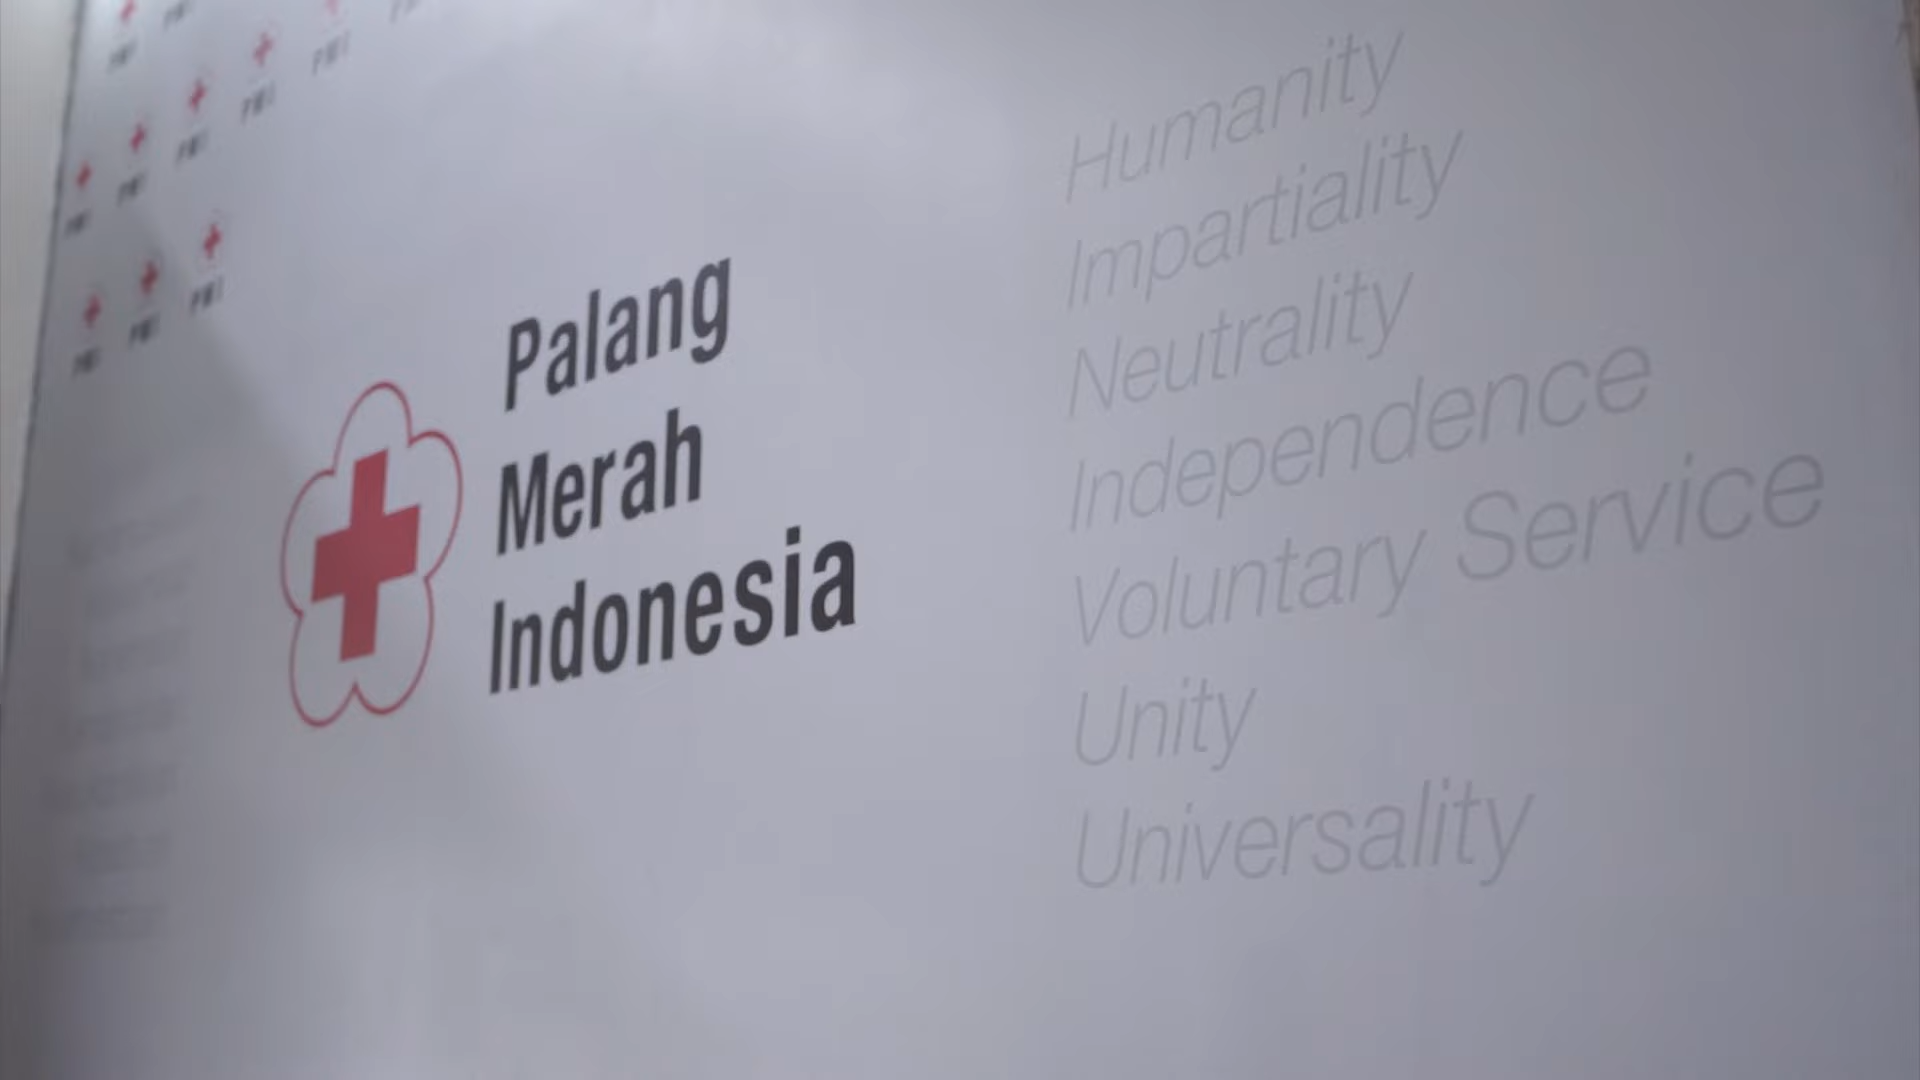 Palang
Merah
Indonesia
Humanity
Impartiality
Neutrality
Independence
Voluntary Service
Unity
Universality